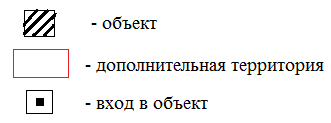 - объект
- дополнительная территория
- вход в объект